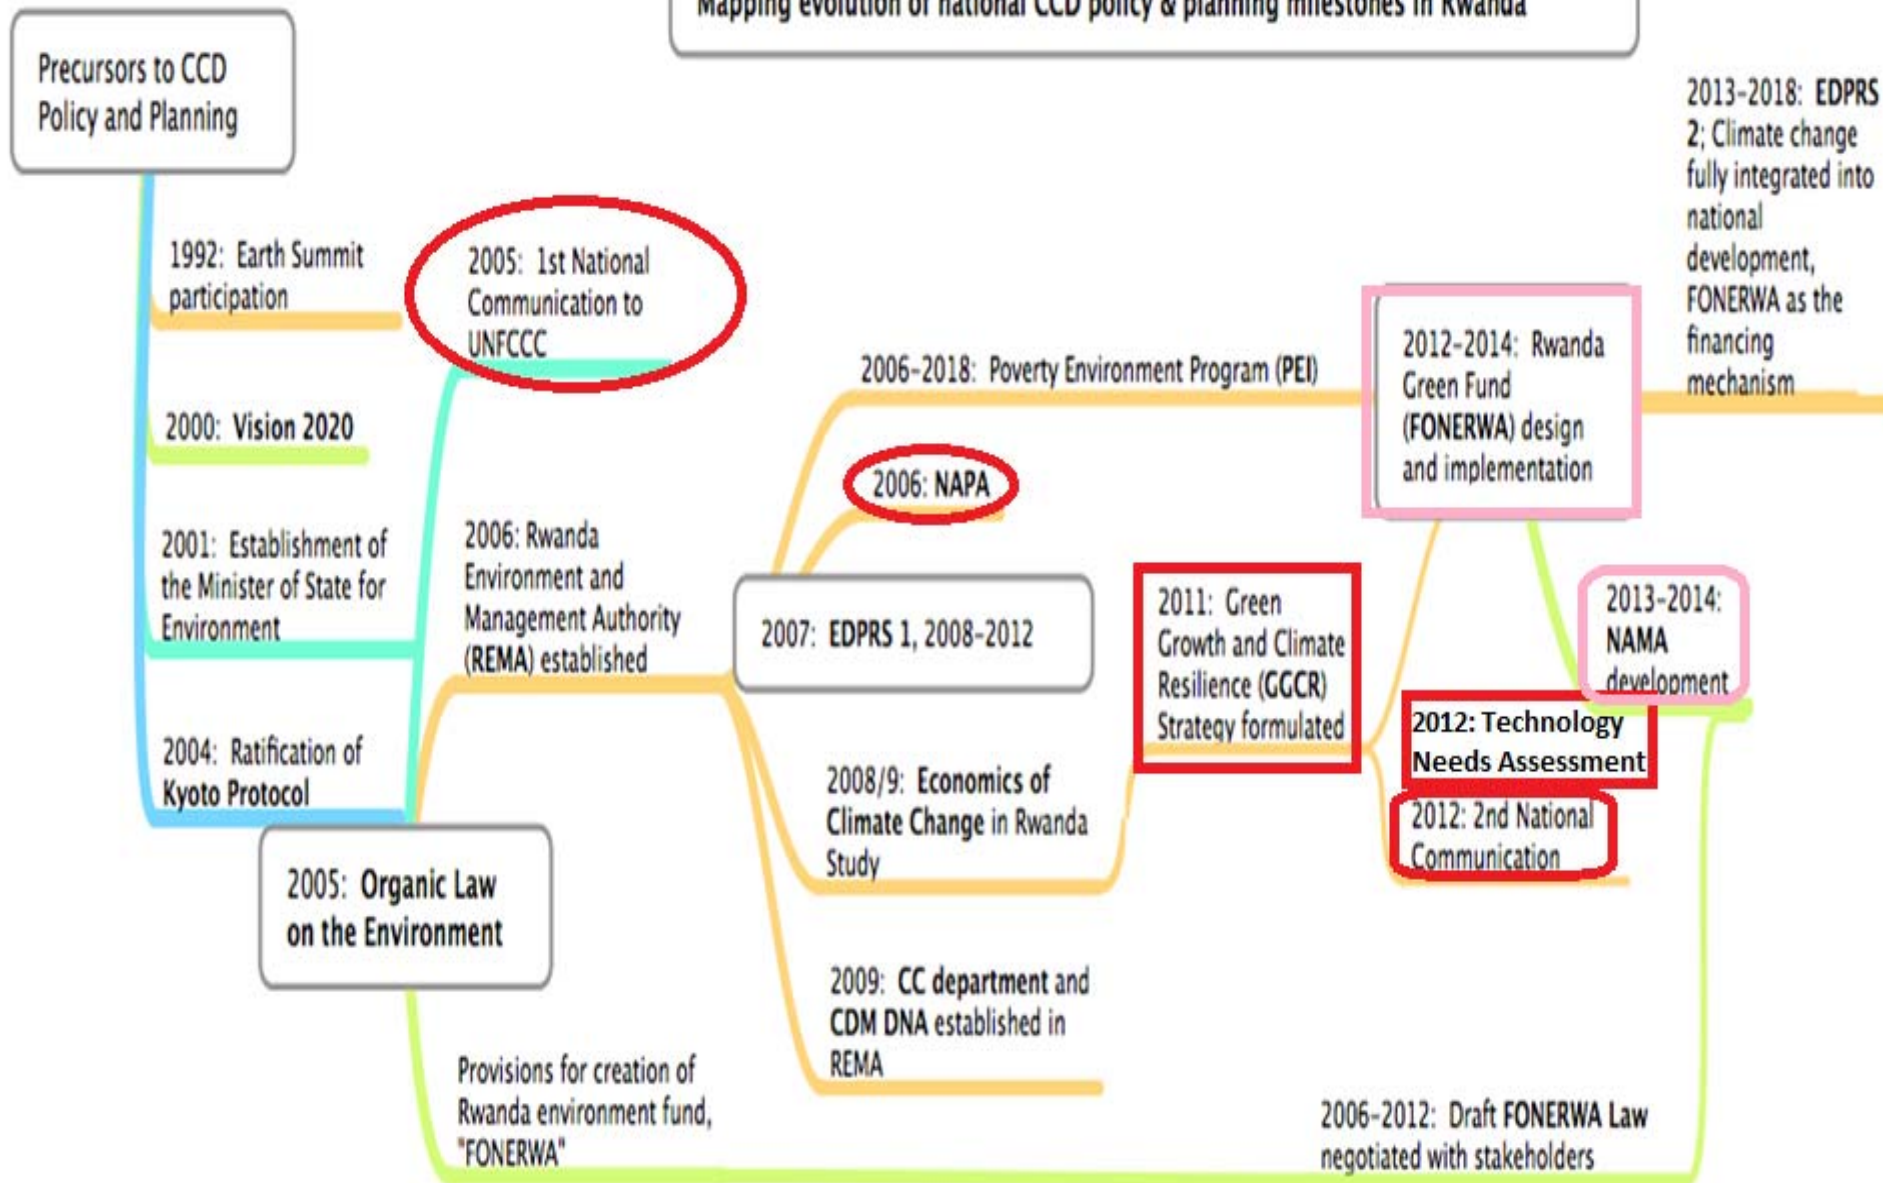 Mapping evolution of national CCD policy & planning milestones in Rwanda
Precursors to CCD
Policy and Planning
1992: Earth Summit
participation
2000: Vision 2020
2001: Establishment of
the Minister of State for
Environment
2004: Ratification of
Kyoto Protocol
2005: Organic Law
on the Environment
2005: 1st National
Communication to
UNFCCC
2006: Rwanda
Environment and
Management Authority
(REMA) established
Provisions for creation of
Rwanda environment fund,
"FONERWA"
2006-2018: Poverty Environment Program (PEI)
2006: NAPA
2007: EDPRS 1, 2008-2012
2008/9: Economics of
Climate Change in Rwanda
Study
2009: CC department and
CDM DNA established in
REMA
2011: Green
Growth and Climate
Resilience (GGCR)
Strategy formulated
2012-2014: Rwanda
Green Fund
(FONERWA) design
and implementation
2013-2014:
NAMA
development
2012: Technology
Needs Assessment
2012: 2nd National
Communication
2006-2012: Draft FONERWA Law
negotiated with stakeholders
2013-2018: EDPRS
2; Climate change
fully integrated into
national
development,
FONERWA as the
financing
mechanism